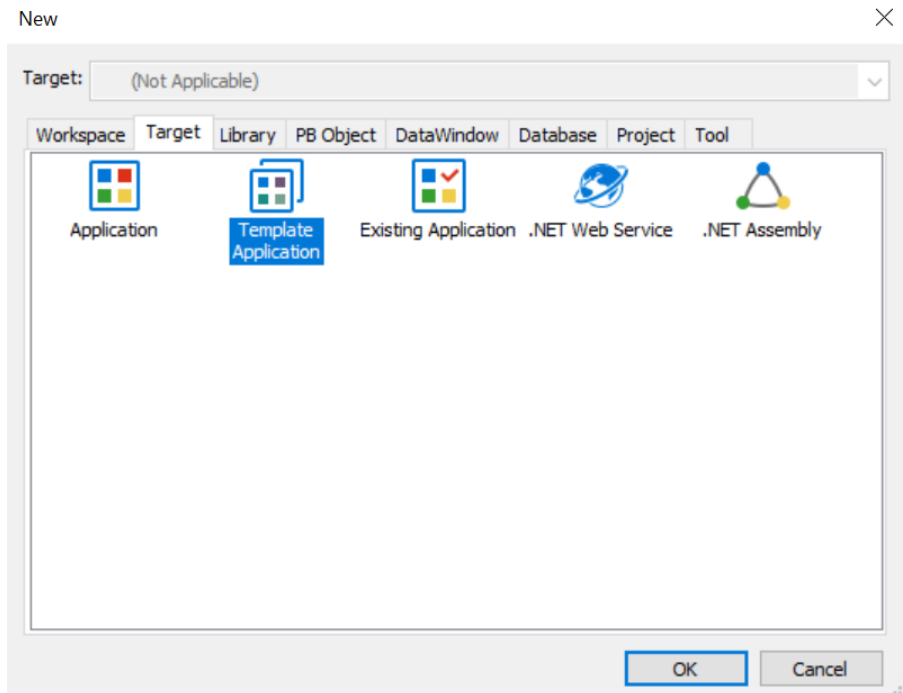 New
Target: (Not Applicable)
Workspace Target Library PB Object DataWindow Database Project Tool
Application Template Application Existing Application .NET Web Service .NET Assembly
OK Cancel